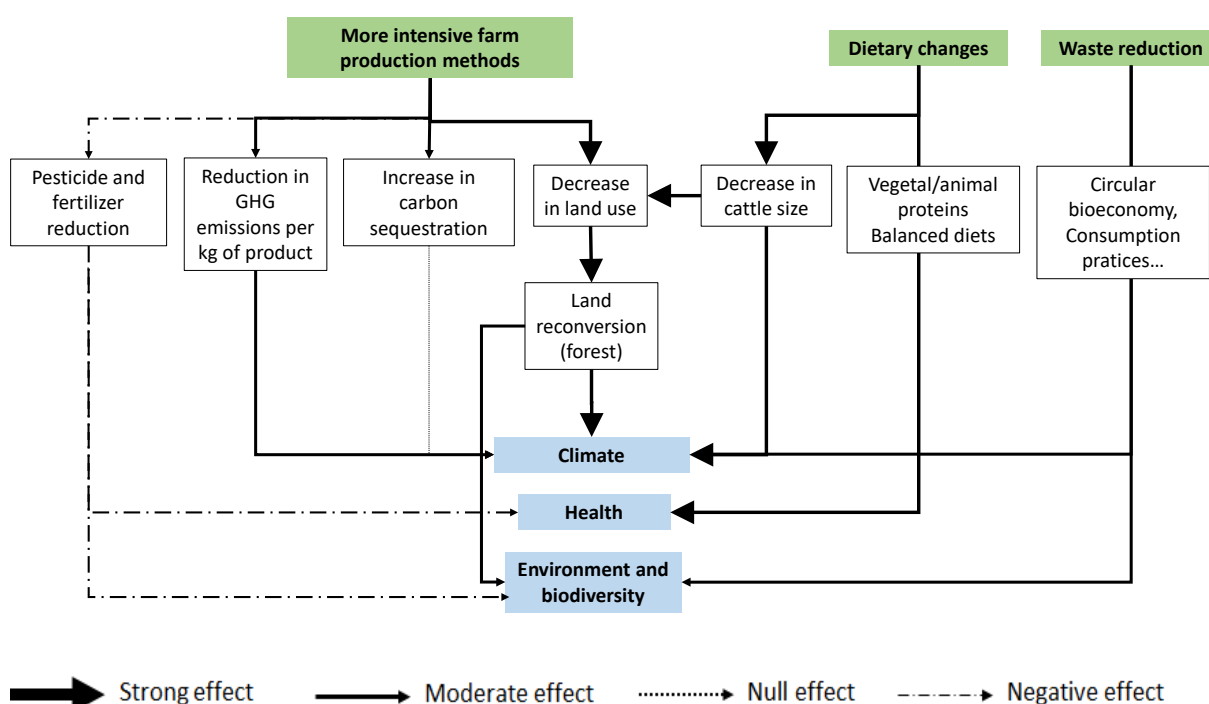 More intensive farm
production methods
Dietary changes
Waste reduction
Pesticide and
fertilizer
reduction
Reduction in
GHG
emissions per
kg of product
Increase in
carbon
sequestration
Decrease
in land use
Decrease in
cattle size
Vegetal/animal
proteins
Balanced diets
Circular
bioeconomy,
Consumption
pratices...
Land
reconversion
(forest)
Climate
Health
Environment and
biodiversity
Strong effect
Moderate effect
Null effect
Negative effect